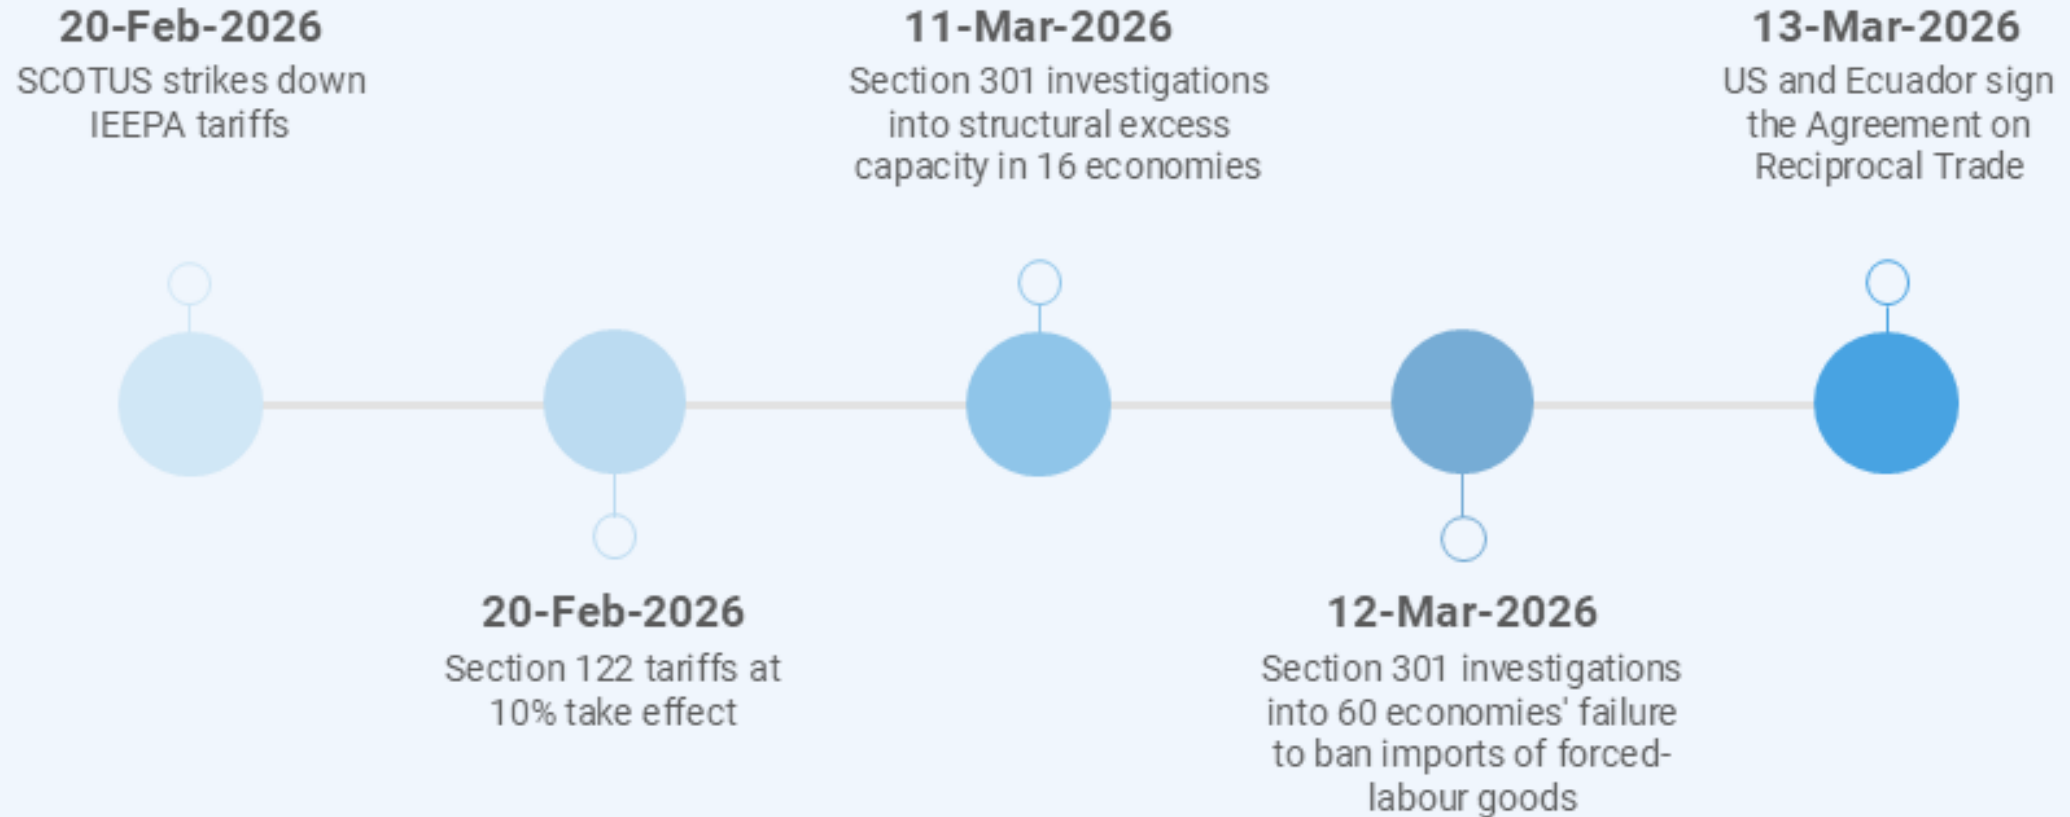 20-Feb-2026
SCOTUS strikes down
IEEPA tariffs
20-Feb-2026
Section 122 tariffs at
10% take effect
11-Mar-2026
Section 301 investigations
into structural excess
capacity in 16 economies
12-Mar-2026
Section 301 investigations
into 60 economies' failure
to ban imports of forced-
labour goods
13-Mar-2026
US and Ecuador sign
the Agreement on
Reciprocal Trade